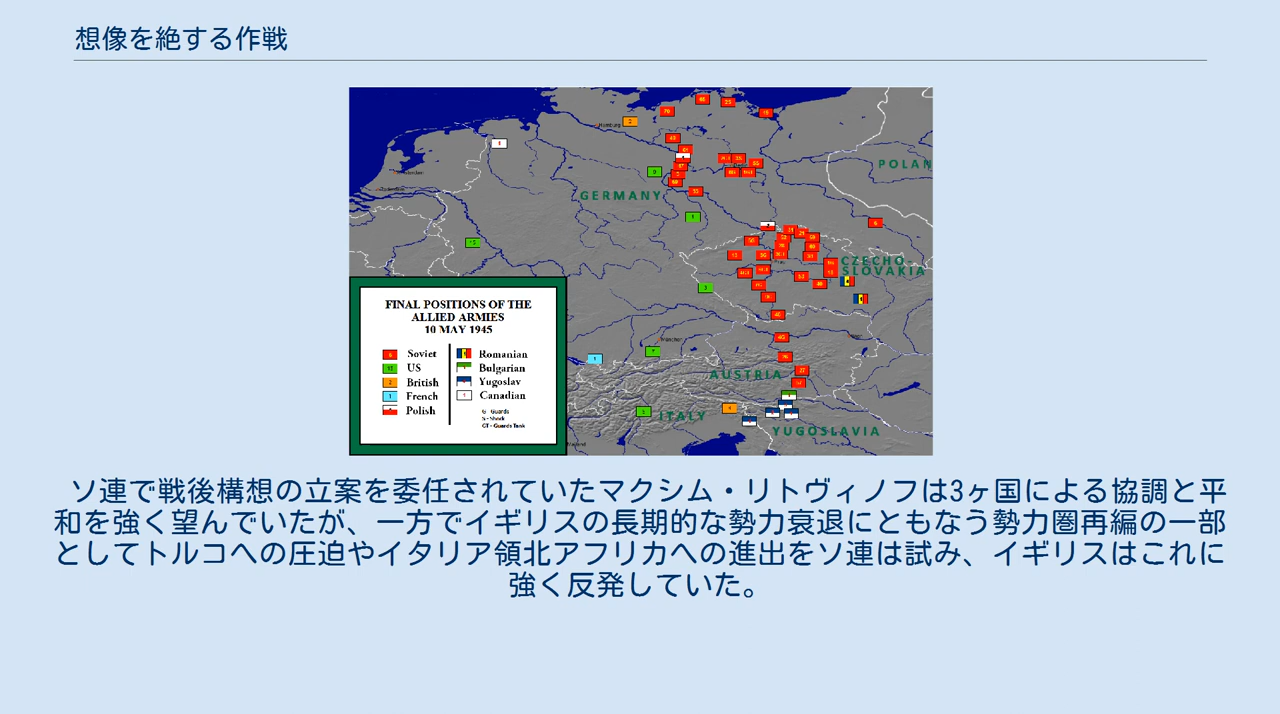 想像を絶する作戦
GERMANY
POLAN
CZECHO
SLOVAKIA
AUSTRIA
ITALY
YUGOSLAVIA
FINAL POSITIONS OF THE
ALLIED ARMIES
10 MAY 1945
Soviet
US
British
French
Polish
Romanian
Bulgarian
Yugoslav
Canadian
G - Guards
S - Shock
GT - Guards Tank
ソ連で戦後構想の立案を委任されていたマクシム・リトヴィノフは3ヶ国による協調と平
和を強く望んでいたが、一方でイギリスの長期的な勢力衰退にともなう勢力圏再編の一部
としてトルコへの圧迫やイタリア領北アフリカへの進出をソ連は試み、イギリスはこれに
強く反発していた。